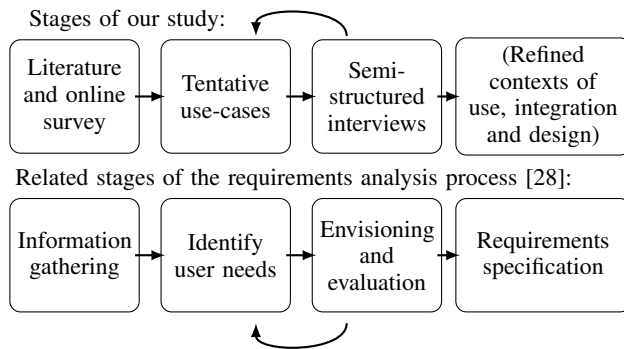 Stages of our study:
Literature
and online
survey
Tentative
use-cases
Semi-
structured
interviews
(Refined
contexts of
use, integration
and design)
Related stages of the requirements analysis process [28]:
Information
gathering
Identify
user needs
Envisioning
and
evaluation
Requirements
specification